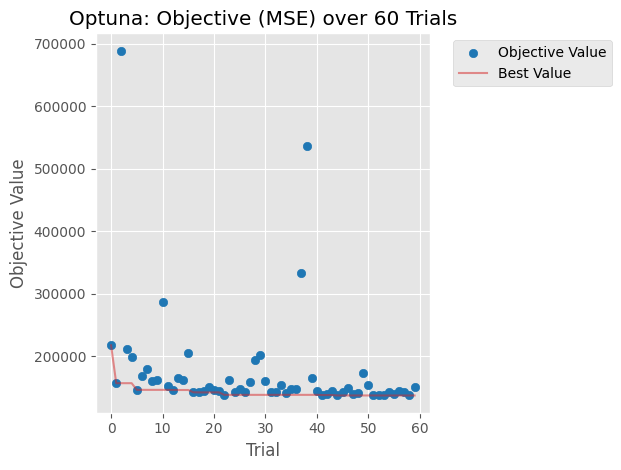 Optuna: Objective (MSE) over 60 Trials
Objective Value
Best Value
700000
600000
500000
400000
300000
200000
Objective Value
0 10 20 30 40 50 60
Trial